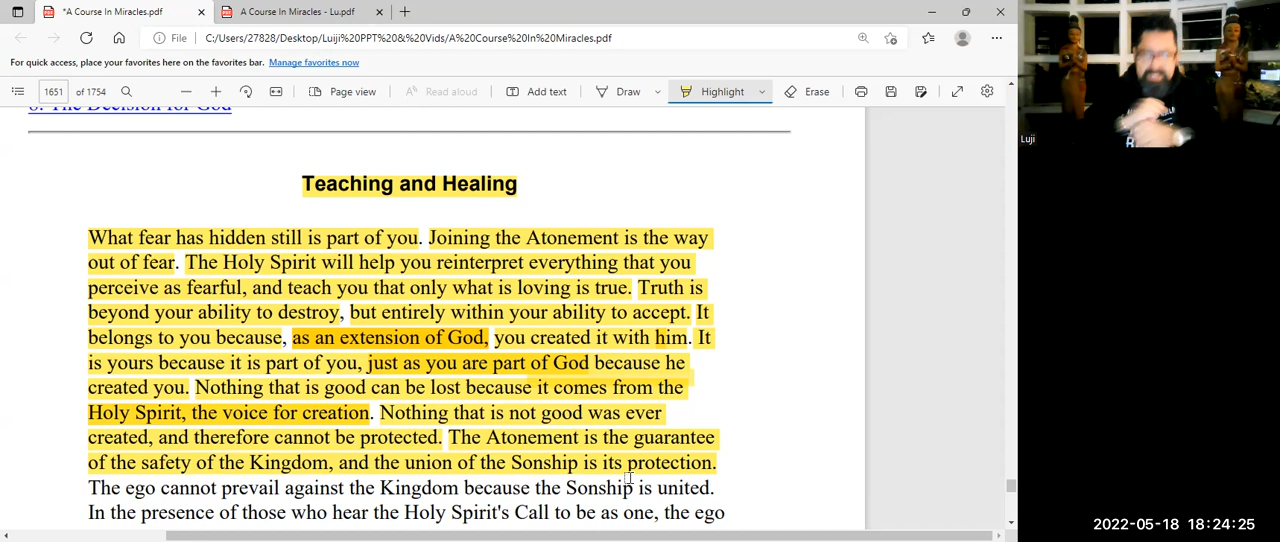 *A Course In Miracles.pdf
A Course In Miracles - Lu.pdf
File
C:/Users/27828/Desktop/Luiji%20PPT%20&%20Vids/A%20Course%20In%20Miracles.pdf
For quick access, place your favorites here on the favorites bar. Manage favorites now
1651 of 1754
Page view
Read aloud
Add text
Draw
Highlight
Erase
6. The Decision for God
Teaching and Healing
What fear has hidden still is part of you. Joining the Atonement is the way
out of fear. The Holy Spirit will help you reinterpret everything that you
perceive as fearful, and teach you that only what is loving is true. Truth is
beyond your ability to destroy, but entirely within your ability to accept. It
belongs to you because, as an extension of God, you created it with him. It
is yours because it is part of you, just as you are part of God because he
created you. Nothing that is good can be lost because it comes from the
Holy Spirit, the voice for creation. Nothing that is not good was ever
created, and therefore cannot be protected. The Atonement is the guarantee
of the safety of the Kingdom, and the union of the Sonship is its protection.
The ego cannot prevail against the Kingdom because the Sonship is united.
In the presence of those who hear the Holy Spirit's Call to be as one, the ego
Luji
2022-05-18 18:24:25